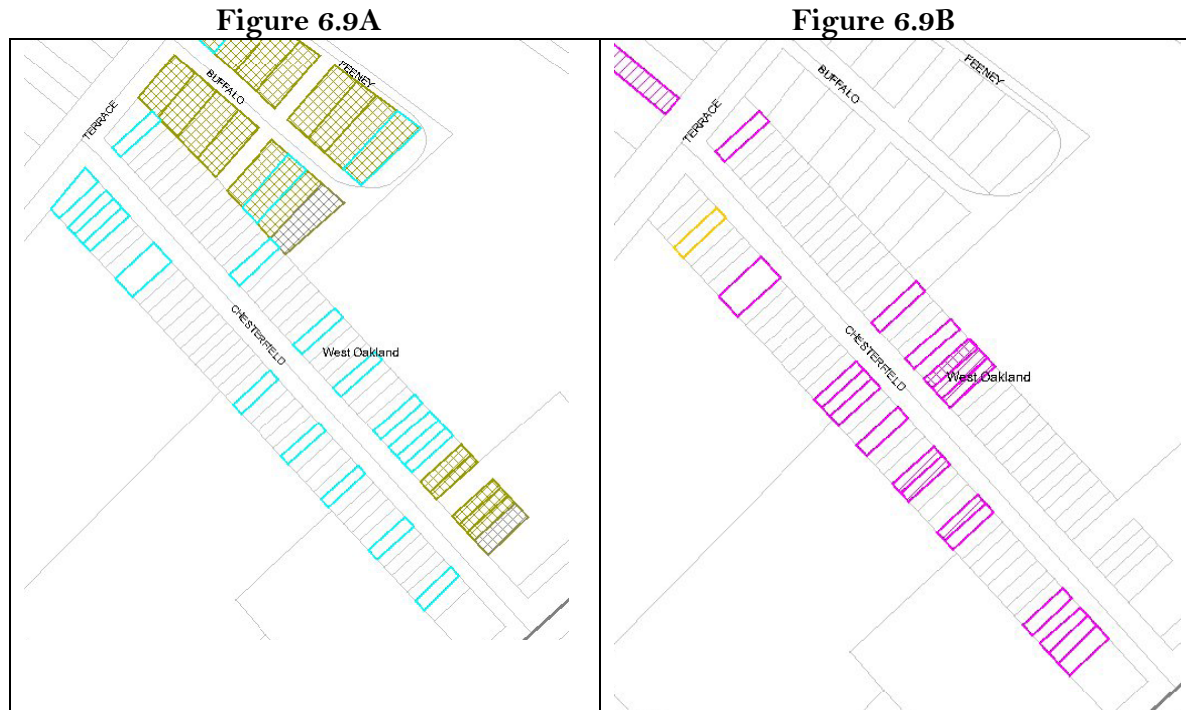 Figure 6.9A
Figure 6.9B
FEENEY
BUFFALO
TERRACE
CHESTERFIELD
West Oakland
FEENEY
BUFFALO
TERRACE
CHESTERFIELD
West Oakland